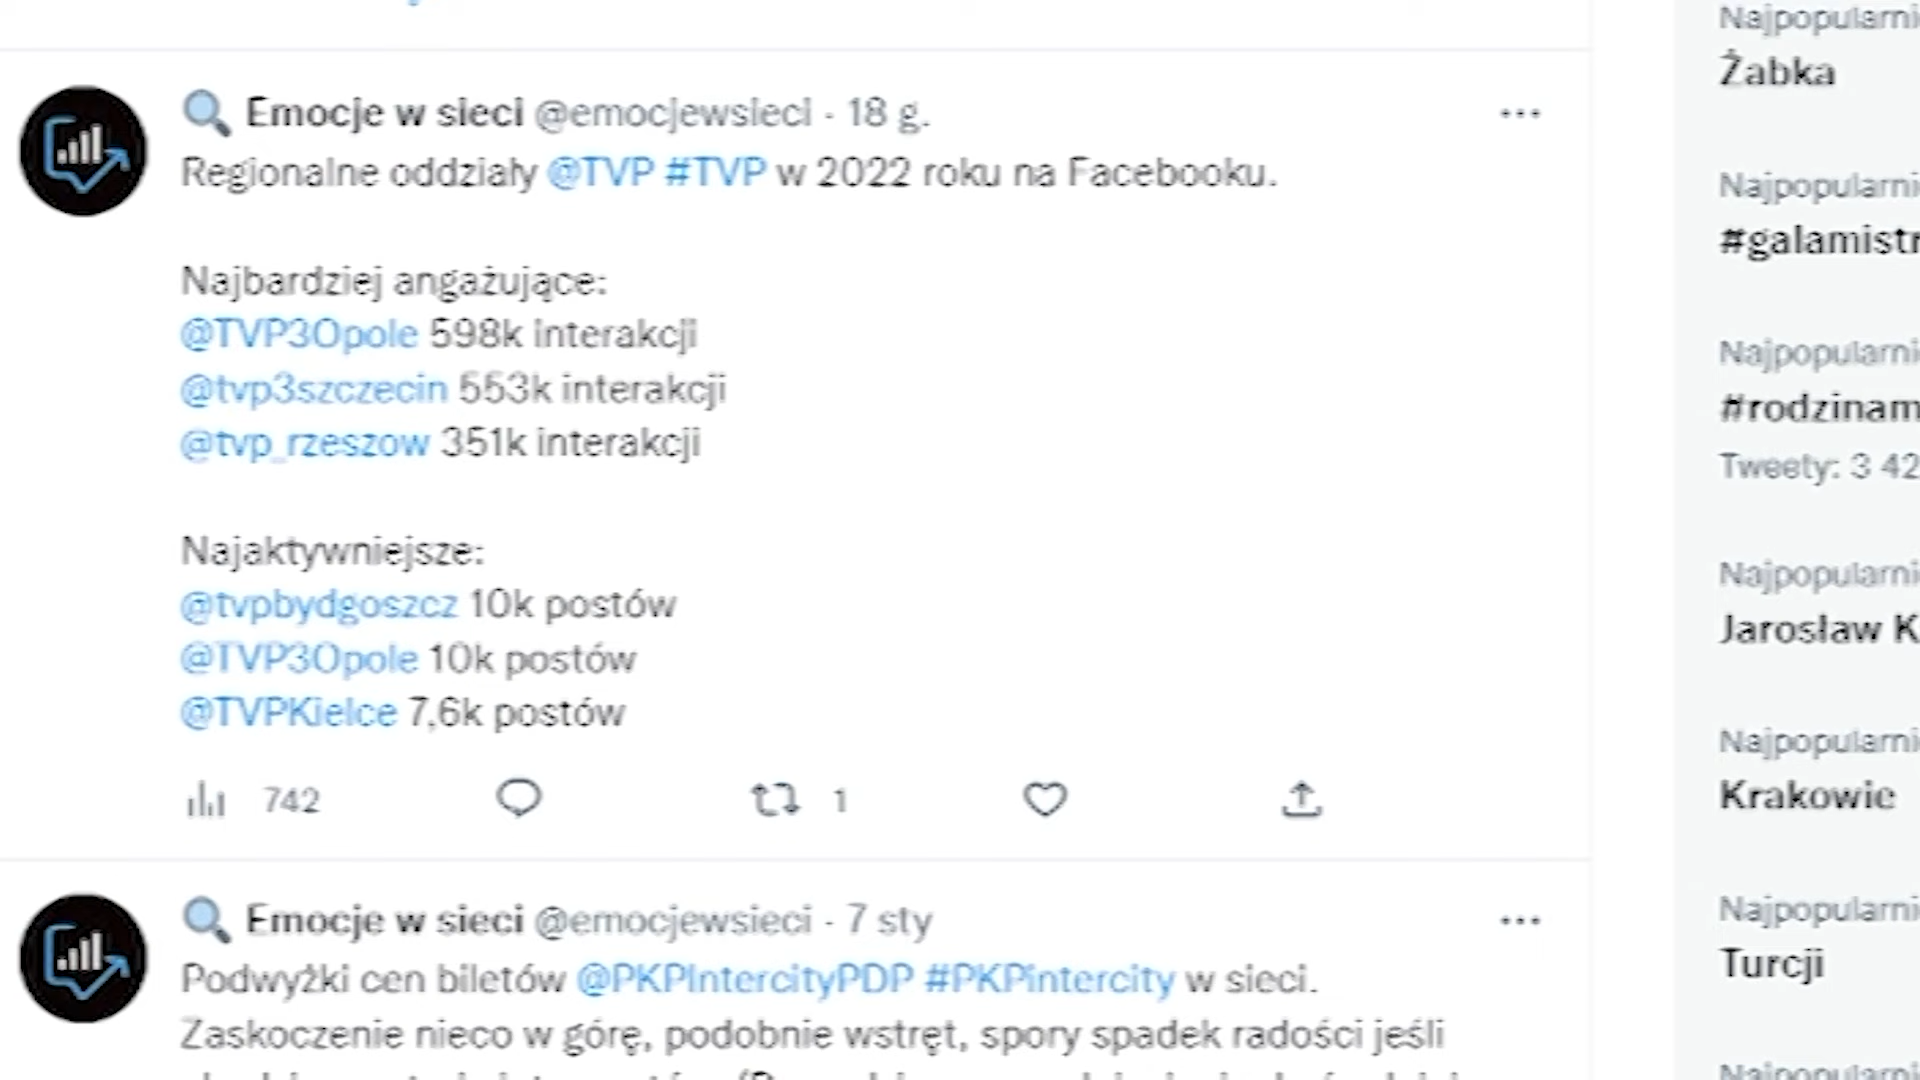 Emocje w sieci @emocjewsieci · 18 g.
Regionalne oddziały @TVP #TVP w 2022 roku na Facebooku.
Najbardziej angażujące:
@TVP3Opole 598k interakcji
@tvp3szczecin 553k interakcji
@tvp_rzeszow 351k interakcji
Najaktywniejsze:
@tvpbydgoszcz 10k postów
@TVP3Opole 10k postów
@TVPKielce 7,6k postów
742
1
Emocje w sieci @emocjewsieci · 7 sty
Podwyżki cen biletów @PKPIntercityPDP #PKPintercity w sieci.
Zaskoczenie nieco w górę, podobnie wstręt, spory spadek radości jeśli
Najpopularni
Żabka
Najpopularni
#galamistr
Najpopularni
#rodzinam
Tweety: 3 42
Najpopularni
Jarosław K
Najpopularni
Krakowie
Najpopularni
Turcji
Najpopularni